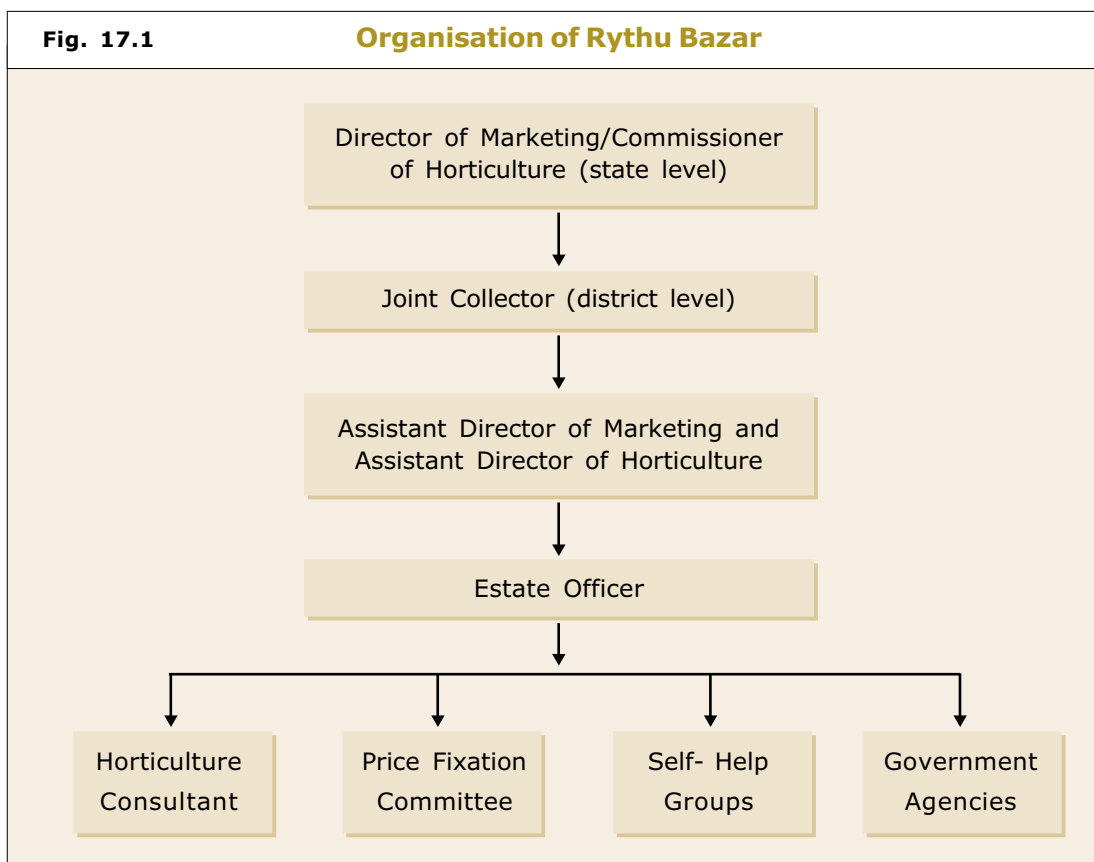 Fig. 17.1
Organisation of Rythu Bazar
Director of Marketing/Commissioner
of Horticulture (state level)
Joint Collector (district level)
Assistant Director of Marketing and
Assistant Director of Horticulture
Estate Officer
Horticulture
Consultant
Price Fixation
Committee
Self- Help
Groups
Government
Agencies